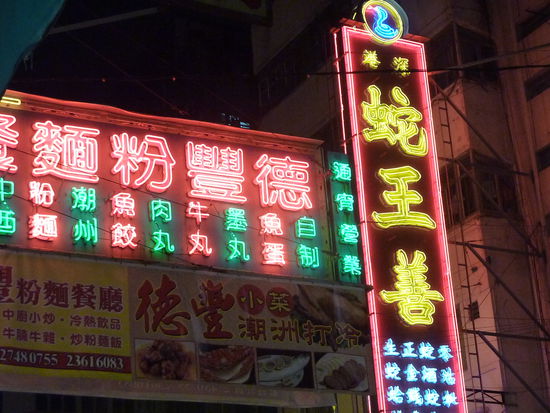 深港
蛇王善
通宵營業
德豐粉麵
自制
魚蛋
墨丸
牛丸
肉丸
魚餃
潮州
粉麵
中西
粉麵餐廳
中廚小炒·冷熱飲品
牛腩牛雜·炒粉麵飯
27480755 23616083
德豐
小菜
潮洲打冷